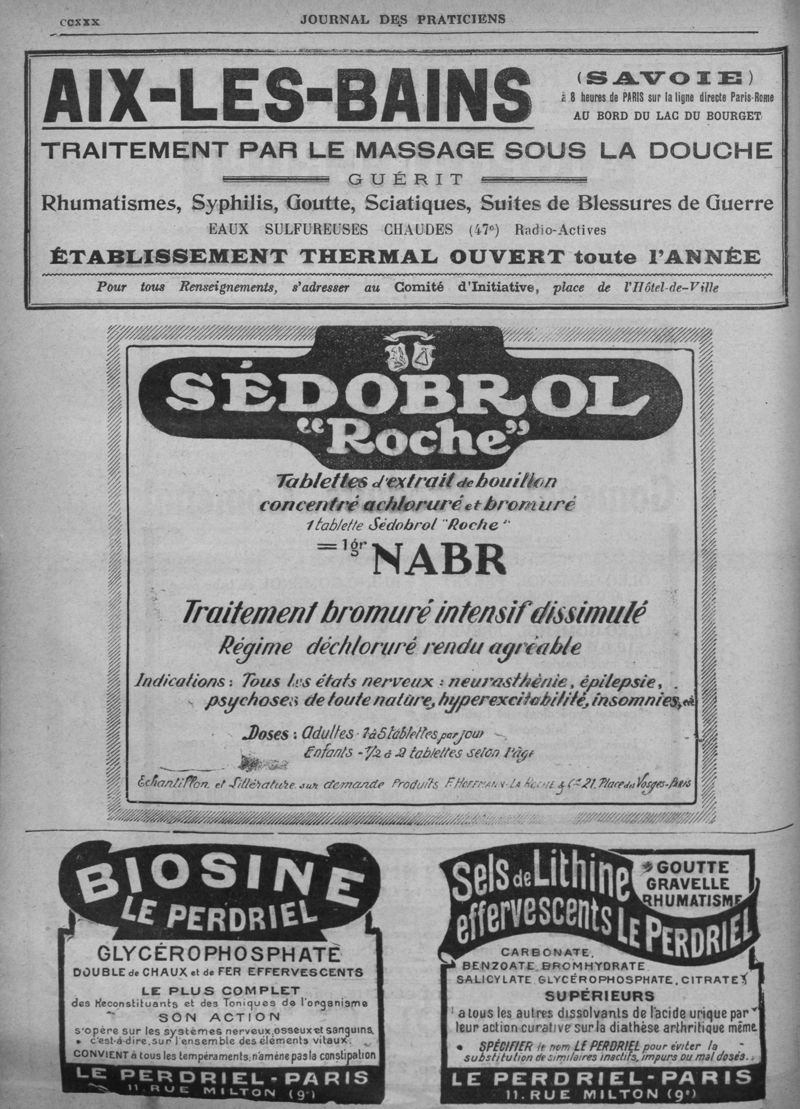 CCXXX
JOURNAL DES PRATICIENS
AIX-LES-BAINS
(SAVOIE)
à 8 heures de PARIS sur la ligne directe Paris-Rome
AU BORD DU LAC DU BOURGET
TRAITEMENT PAR LE MASSAGE SOUS LA DOUCHE
GUÉRIT
Rhumatismes, Syphilis, Goutte, Sciatiques, Suites de Blessures de Guerre
EAUX SULFUREUSES CHAUDES (47º) Radio-Actives
ÉTABLISSEMENT THERMAL OUVERT toute l'ANNÉE
Pour tous Renseignements, s'adresser au Comité d'Initiative, place de l'Hôtel-de-Ville
SÉDOBROL
"Roche"
Tablettes d'extrait de bouillon
concentré achloruré et bromuré
1 tablette Sédobrol "Roche"
= 1gr NABR
Traitement bromuré intensif dissimulé
Régime déchloruré rendu agréable
Indications: Tous les états nerveux: neurasthénie, épilepsie,
psychoses de toute nature, hyperexcitabilité, insomnies, etc
Doses: Adultes - 1 à 5 tablettes par jour
Enfants - 1/2 à 2 tablettes selon l'âge
Echantillon et Littérature sur demande Produits F. HOFFMANN-LA ROCHE & Cie 21, Place des Vosges-Paris
BIOSINE
LE PERDRIEL
GLYCÉROPHOSPHATE
DOUBLE de CHAUX et de FER EFFERVESCENTS
LE PLUS COMPLET
des Reconstituants et des Toniques de l'organisme
SON ACTION
s'opère sur les systèmes nerveux, osseux et sanguins,
c'est-à-dire, sur l'ensemble des éléments vitaux.
CONVIENT à tous les tempéraments, n'amène pas la constipation
LE PERDRIEL-PARIS
11, RUE MILTON (9e)
Sels de Lithine
effervescents LE PERDRIEL
GOUTTE
GRAVELLE
RHUMATISME
CARBONATE,
BENZOATE, BROMHYDRATE
SALICYLATE, GLYCÉROPHOSPHATE, CITRATE
SUPÉRIEURS
à tous les autres dissolvants de l'acide urique par
leur action curative sur la diathèse arthritique même
SPÉCIFIER le nom LE PERDRIEL pour éviter la
substitution de similaires inactifs, impurs ou mal dosés.
LE PERDRIEL-PARIS
11, RUE MILTON (9e)